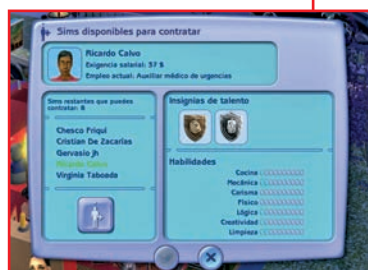 Sims disponibles para contratar
Ricardo Calvo
Exigencia salarial: 57 $
Empleo actual: Auxiliar médico de urgencias
Sims restantes que puedes
contratar: 8
Chesco Friqui
Cristian De Zacarías
Gervasio Jh
Ricardo Calvo
Virginia Taboada
Insignias de talento
Habilidades
Cocina
Mecánica
Carisma
Físico
Lógica
Creatividad
Limpieza